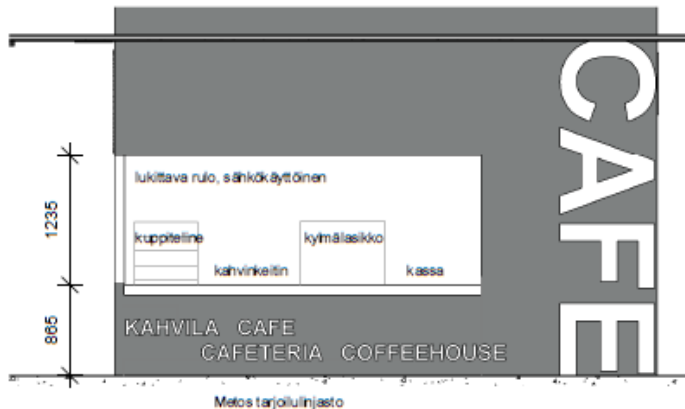 CAFE
lukittava rulo, sähkökäyttöinen
1235
kuppiteline
kylmälasikko
kahvinkeitin
kassa
865
KAHVILA CAFE
CAFETERIA COFFEEHOUSE
Metos tarjoilulinjasto